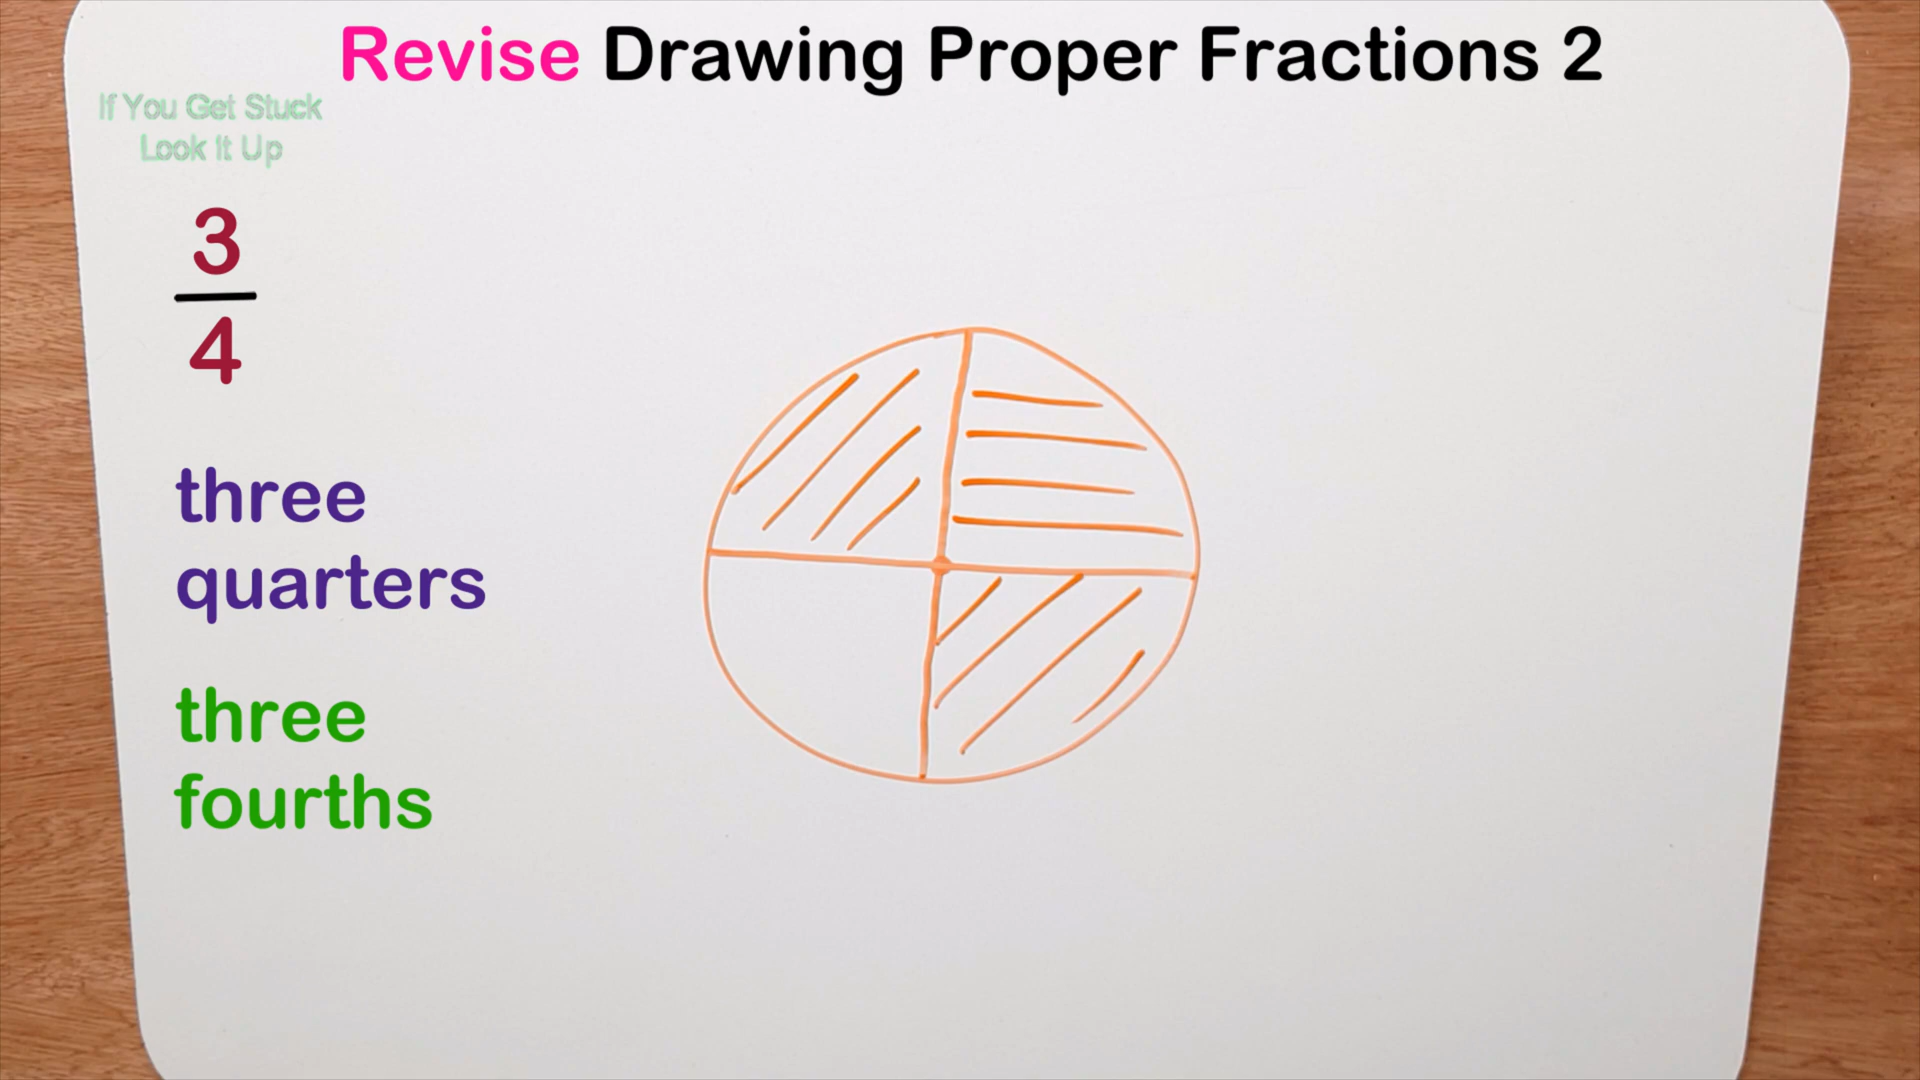 Revise Drawing Proper Fractions 2
If You Get Stuck
Look It Up
3
4
three
quarters
three
fourths